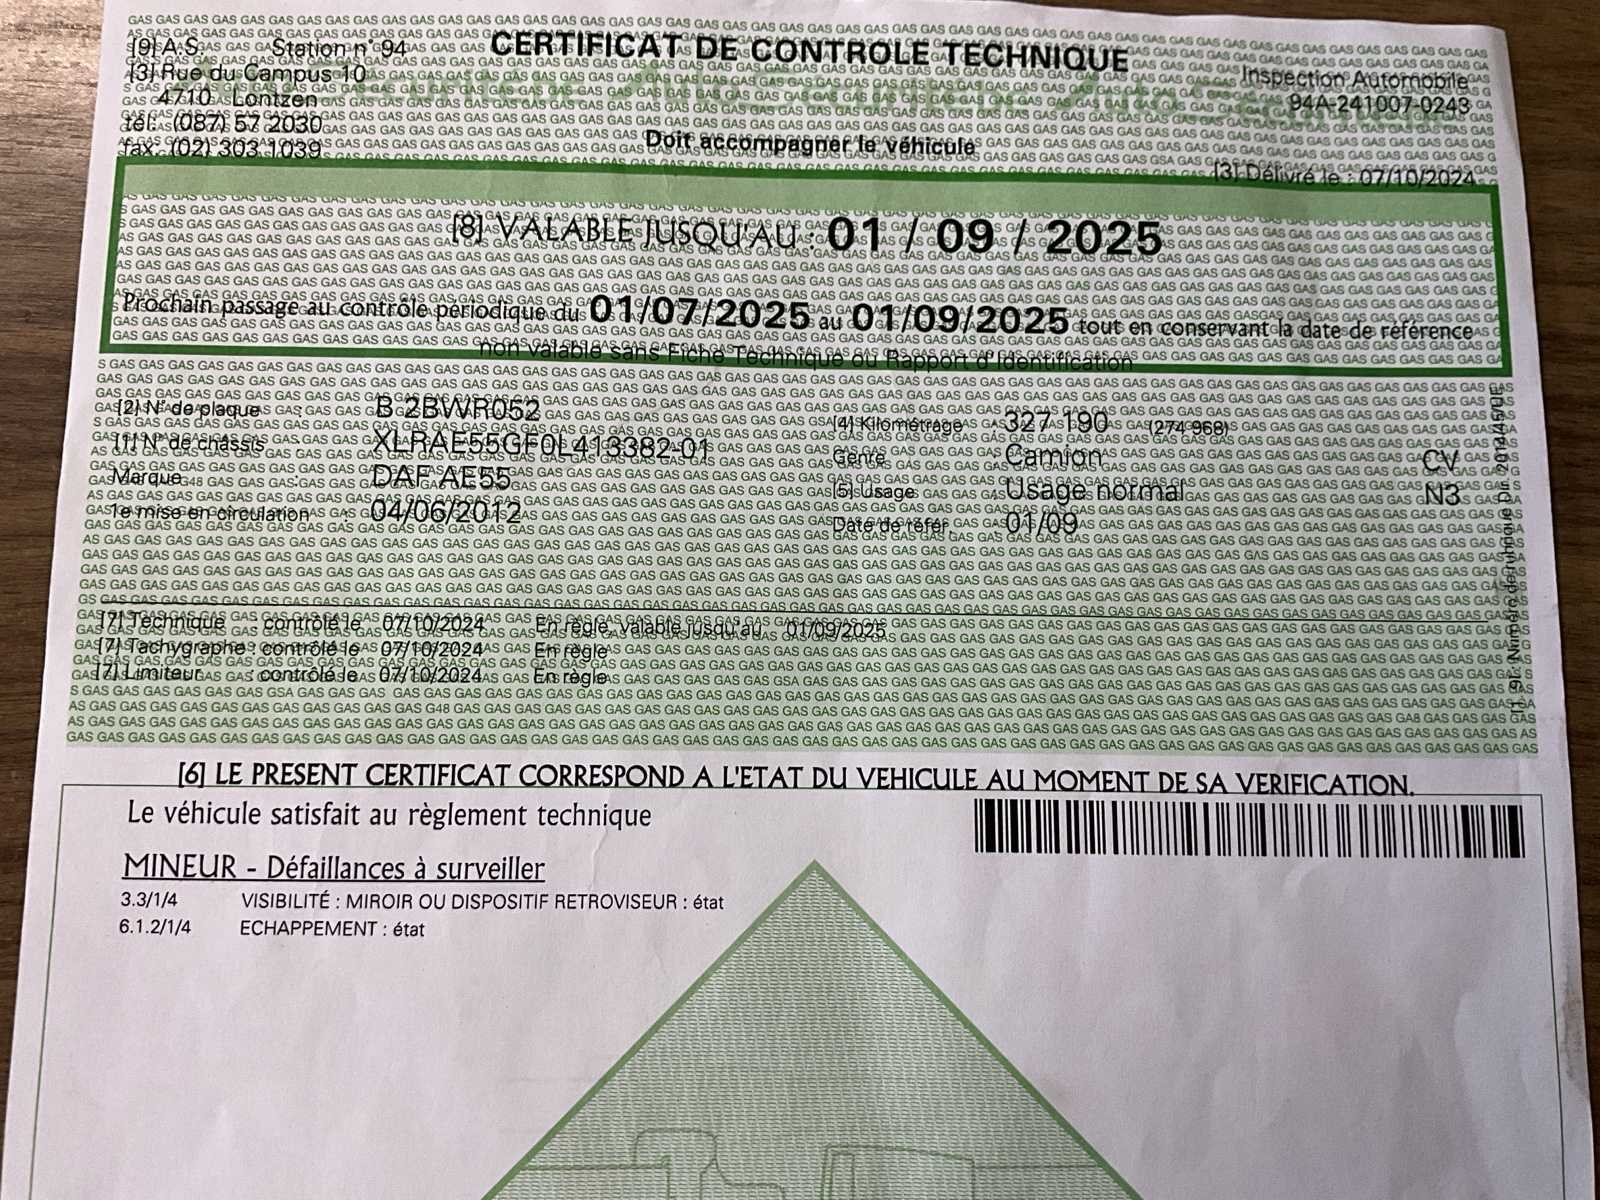 [9] A.S. Station n° 94
CERTIFICAT DE CONTROLE TECHNIQUE
[3] Rue du Campus 10
Inspection Automobile
4710 Lontzen
94A-241007-0243
tél. (087) 57 2030
Doit accompagner le véhicule
fax. (02) 303 1039
[3] Délivré le : 07/10/2024
[8] VALABLE JUSQU'AU : 01 / 09 / 2025
Prochain passage au contrôle périodique du 01/07/2025 au 01/09/2025 tout en conservant la date de référence
non valable sans Fiche Technique ou Rapport d'Identification
[2] N° de plaque : B 2BWR052
[4] Kilométrage : 327 190 (274 968)
[1] N° de châssis : XLRAE55GF0L413382-01
Genre : Camion CV
Marque : DAF AE55
[5] Usage : Usage normal N3
1e mise en circulation : 04/06/2012
Date de réfer. : 01/09
[7] Technique : contrôlé le 07/10/2024 En règle, valable jusqu'au 01/09/2025
[7] Tachygraphe : contrôlé le 07/10/2024 En règle
[7] Limiteur : contrôlé le 07/10/2024 En règle
[6] LE PRESENT CERTIFICAT CORRESPOND A L'ETAT DU VEHICULE AU MOMENT DE SA VERIFICATION.
Le véhicule satisfait au règlement technique
MINEUR - Défaillances à surveiller
3.3/1/4 VISIBILITÉ : MIROIR OU DISPOSITIF RETROVISEUR : état
6.1.2/1/4 ECHAPPEMENT : état